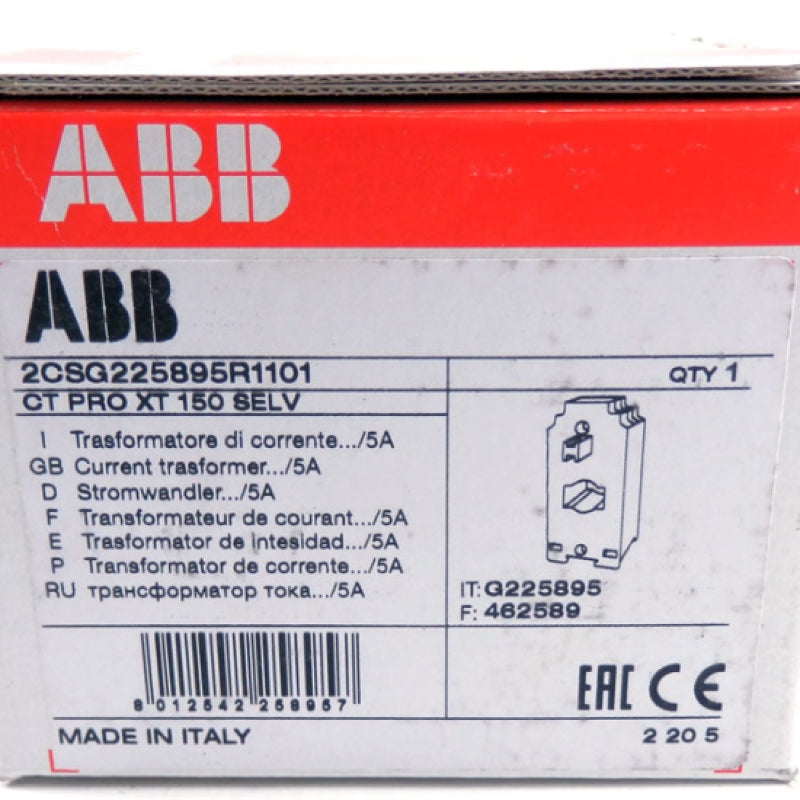 ABB
ABB
2CSG225895R1101
QTY 1
CT PRO XT 150 SELV
I Trasformatore di corrente.../5A
GB Current trasformer.../5A
D Stromwandler.../5A
F Transformateur de courant.../5A
E Trasformator de intesidad.../5A
P Transformator de corrente.../5A
RU трансформатор тока.../5A
IT: G225895
F: 462589
8 012542 258957
EAC CE
MADE IN ITALY
2 20 5